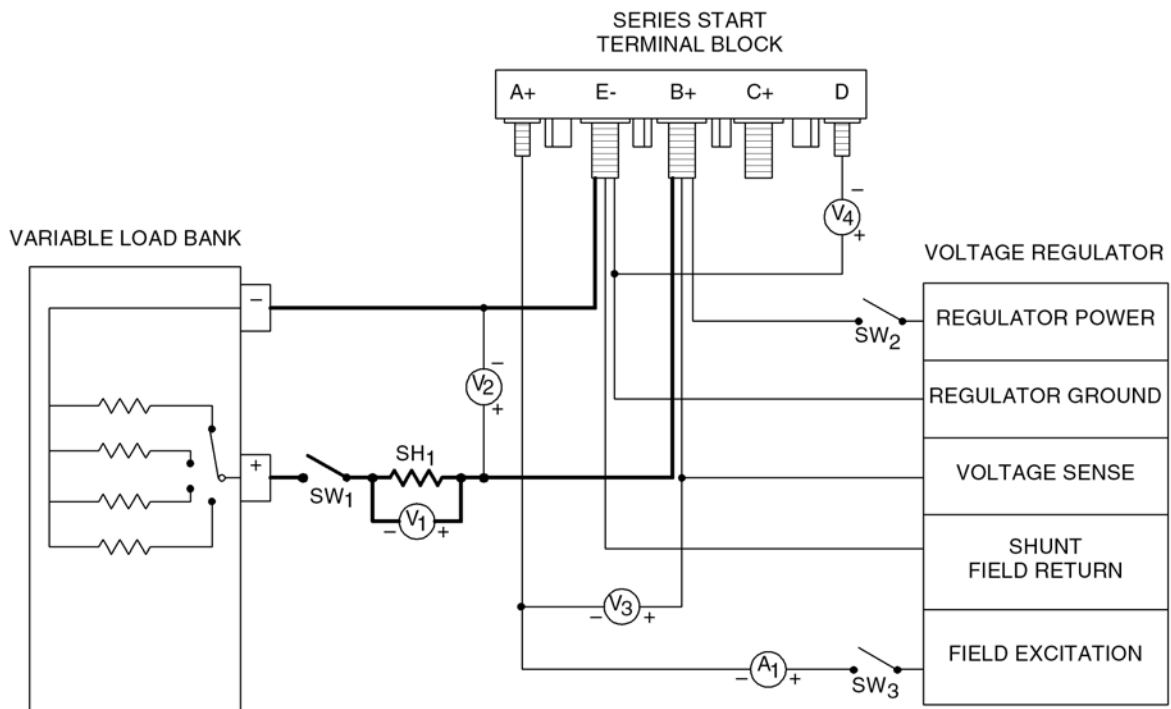 SERIES START
TERMINAL BLOCK
A+ E- B+ C+ D
−
V4
+
VARIABLE LOAD BANK
VOLTAGE REGULATOR
−
REGULATOR POWER
SW2
−
V2
+
REGULATOR GROUND
+
SH1
SW1
VOLTAGE SENSE
− V1 +
SHUNT
FIELD RETURN
− V3 +
FIELD EXCITATION
− A1 +
SW3